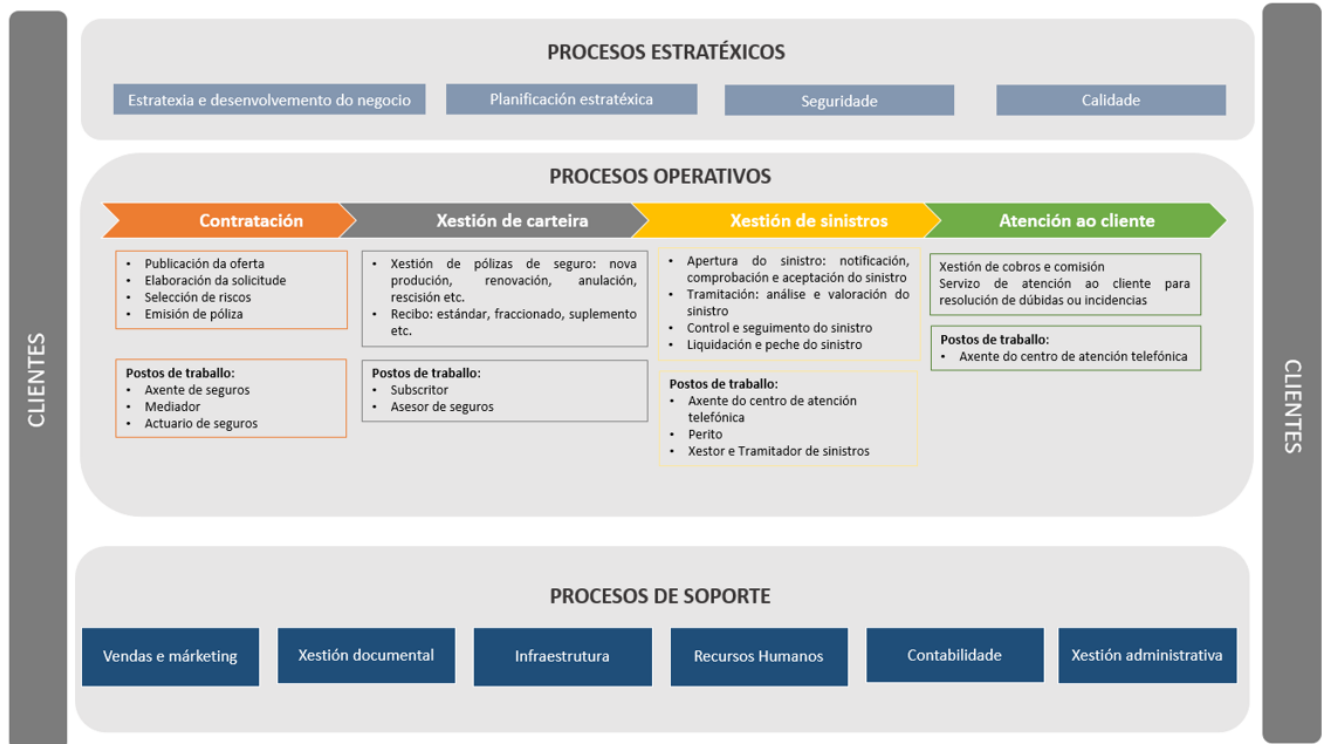 CLIENTES
PROCESOS ESTRATÉXICOS
Estratexia e desenvolvemento do negocio
Planificación estratéxica
Seguridade
Calidade
PROCESOS OPERATIVOS
Contratación
• Publicación da oferta
• Elaboración da solicitude
• Selección de riscos
• Emisión de póliza
Postos de traballo:
• Axente de seguros
• Mediador
• Actuario de seguros
Xestión de carteira
• Xestión de pólizas de seguro: nova
produción, renovación, anulación,
rescisión etc.
• Recibo: estándar, fraccionado, suplemento
etc.
Postos de traballo:
• Subscritor
• Asesor de seguros
Xestión de sinistros
• Apertura do sinistro: notificación,
comprobación e aceptación do sinistro
• Tramitación: análise e valoración do
sinistro
• Control e seguimento do sinistro
• Liquidación e peche do sinistro
Postos de traballo:
• Axente do centro de atención
telefónica
• Perito
• Xestor e Tramitador de sinistros
Atención ao cliente
Xestión de cobros e comisión
Servizo de atención ao cliente para
resolución de dúbidas ou incidencias
Postos de traballo:
• Axente do centro de atención telefónica
PROCESOS DE SOPORTE
Vendas e márketing
Xestión documental
Infraestrutura
Recursos Humanos
Contabilidade
Xestión administrativa
CLIENTES